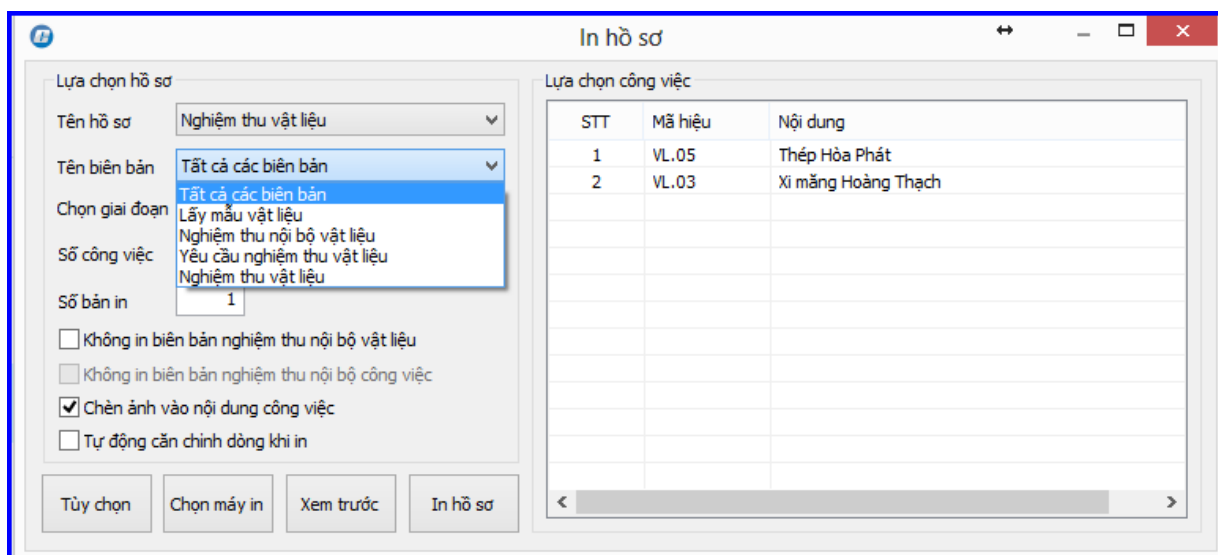 In hồ sơ
Lựa chọn hồ sơ
Tên hồ sơ Nghiệm thu vật liệu
Tên biên bản Tất cả các biên bản
Tất cả các biên bản
Chọn giai đoạn Lấy mẫu vật liệu
Nghiệm thu nội bộ vật liệu
Số công việc Yêu cầu nghiệm thu vật liệu
Nghiệm thu vật liệu
Số bản in 1
Không in biên bản nghiệm thu nội bộ vật liệu
Không in biên bản nghiệm thu nội bộ công việc
Chèn ảnh vào nội dung công việc
Tự động căn chỉnh dòng khi in
Tùy chọn Chọn máy in Xem trước In hồ sơ
Lựa chọn công việc
STT Mã hiệu Nội dung
1 VL.05 Thép Hòa Phát
2 VL.03 Xi măng Hoàng Thạch